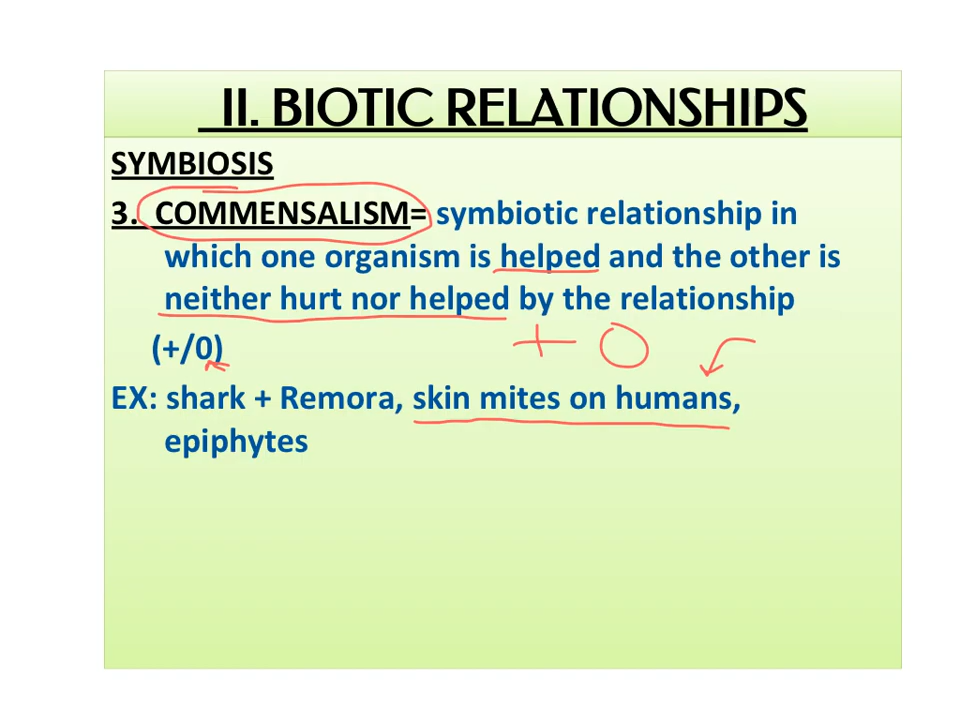 II. BIOTIC RELATIONSHIPS
SYMBIOSIS
3. COMMENSALISM= symbiotic relationship in
which one organism is helped and the other is
neither hurt nor helped by the relationship
(+/0)
+ 0
EX: shark + Remora, skin mites on humans,
epiphytes